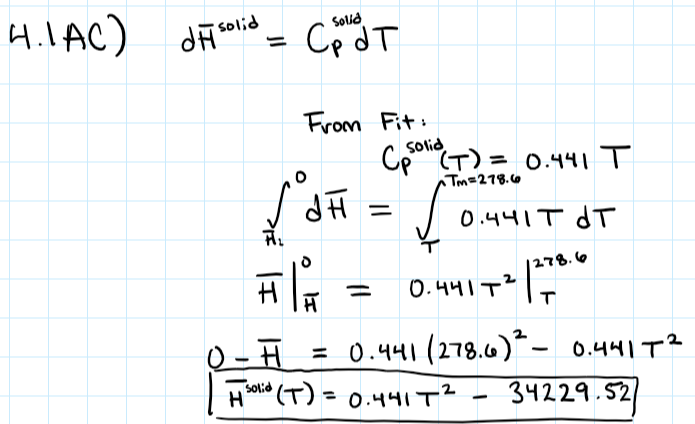 4.1AC) dH̄^solid = Cp^solid dT
From Fit:
Cp^solid(T) = 0.441 T
∫_{H̄₁}^{0} dH̄ = ∫_{T}^{Tm=278.6} 0.441T dT
H̄ |_{H̄}^{0} = 0.441T² |_{T}^{278.6}
0 - H̄ = 0.441(278.6)² - 0.441T²
H̄^solid(T) = 0.441T² - 34229.52